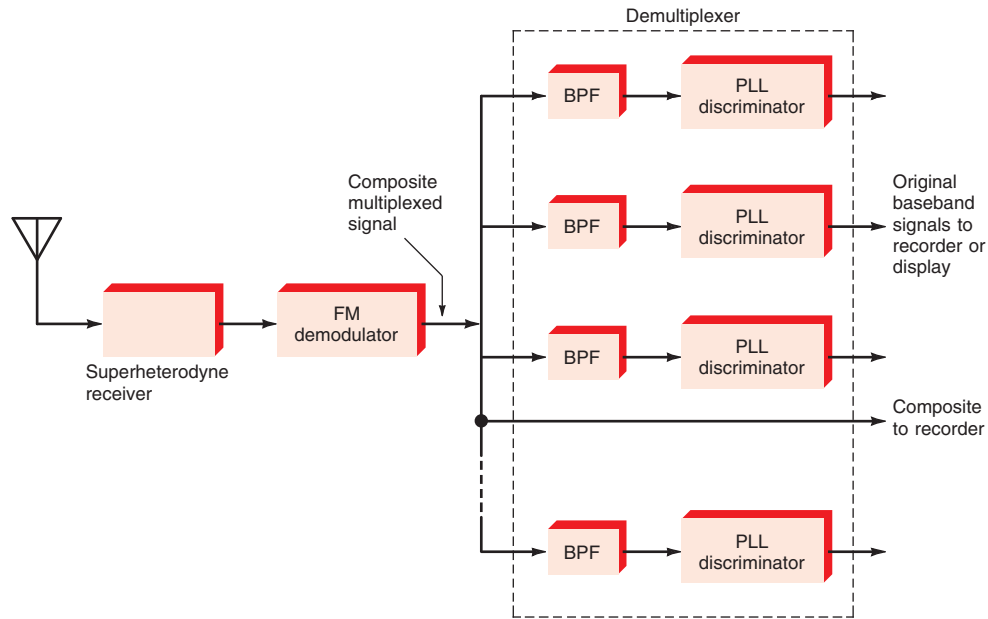 Demultiplexer
BPF
PLL
discriminator
Composite
multiplexed
signal
BPF
PLL
discriminator
Original
baseband
signals to
recorder or
display
FM
demodulator
Superheterodyne
receiver
BPF
PLL
discriminator
Composite
to recorder
BPF
PLL
discriminator